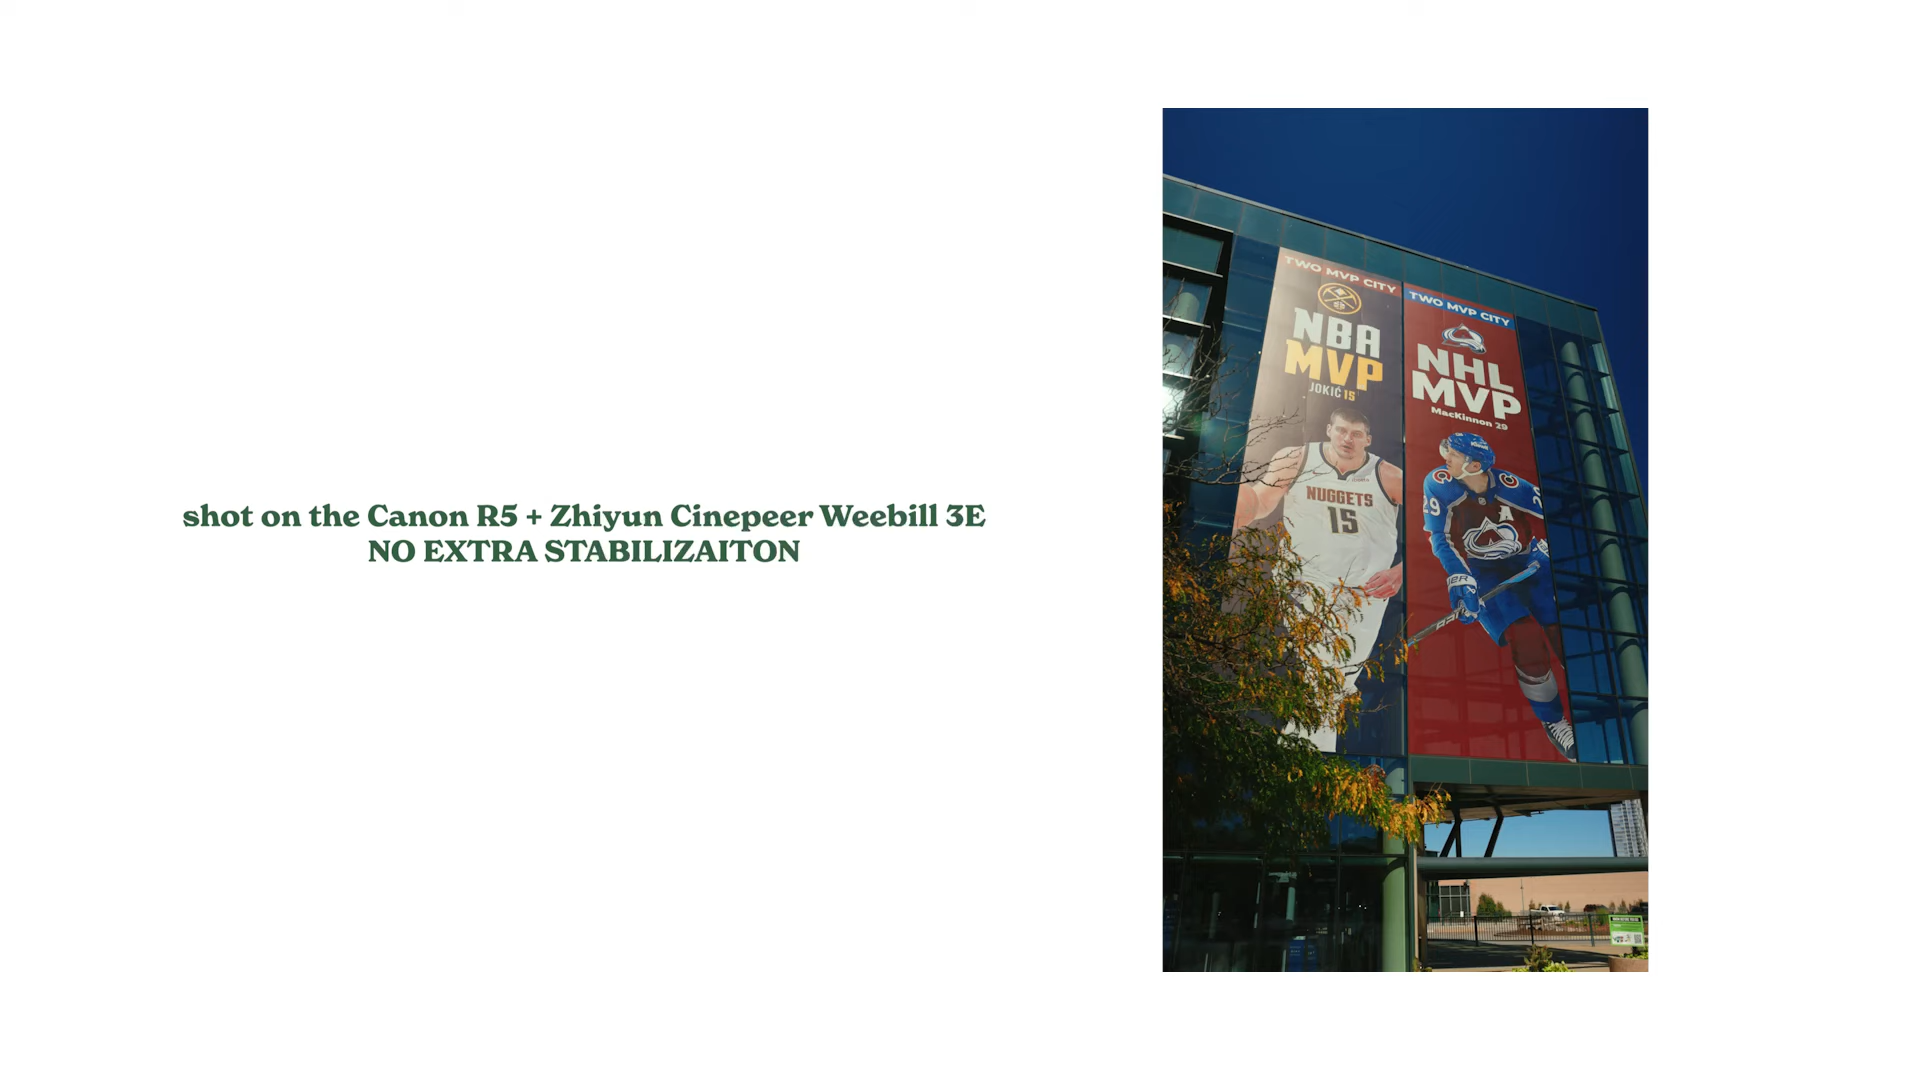 shot on the Canon R5 + Zhiyun Cinepeer Weebill 3E
NO EXTRA STABILIZAITON
TWO MVP CITY
NBA
MVP
JOKIĆ 15
NUGGETS
15
TWO MVP CITY
NHL
MVP
MacKinnon 29
29
A